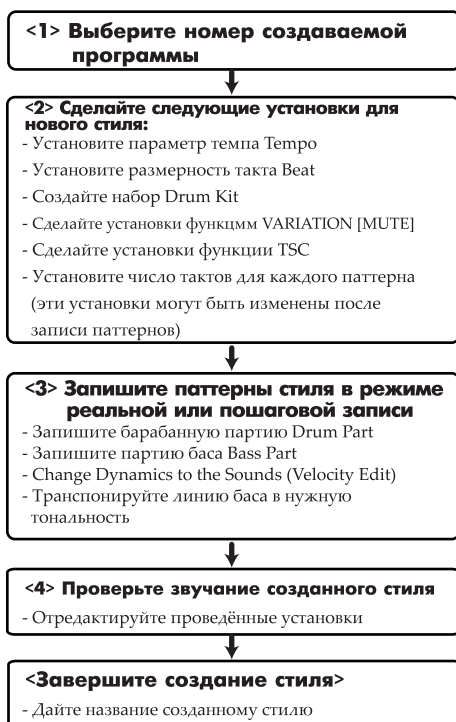 <1> Выберите номер создаваемой
программы
<2> Сделайте следующие установки для
нового стиля:
- Установите параметр темпа Tempo
- Установите размерность такта Beat
- Создайте набор Drum Kit
- Сделайте установки функцмм VARIATION [MUTE]
- Сделайте установки функции TSC
- Установите число тактов для каждого паттерна
(эти установки могут быть изменены после
записи паттернов)
<3> Запишите паттерны стиля в режиме
реальной или пошаговой записи
- Запишите барабанную партию Drum Part
- Запишите партию баса Bass Part
- Change Dynamics to the Sounds (Velocity Edit)
- Транспонируйте линию баса в нужную
тональность
<4> Проверьте звучание созданного стиля
- Отредактируйте проведённые установки
<Завершите создание стиля>
- Дайте название созданному стилю